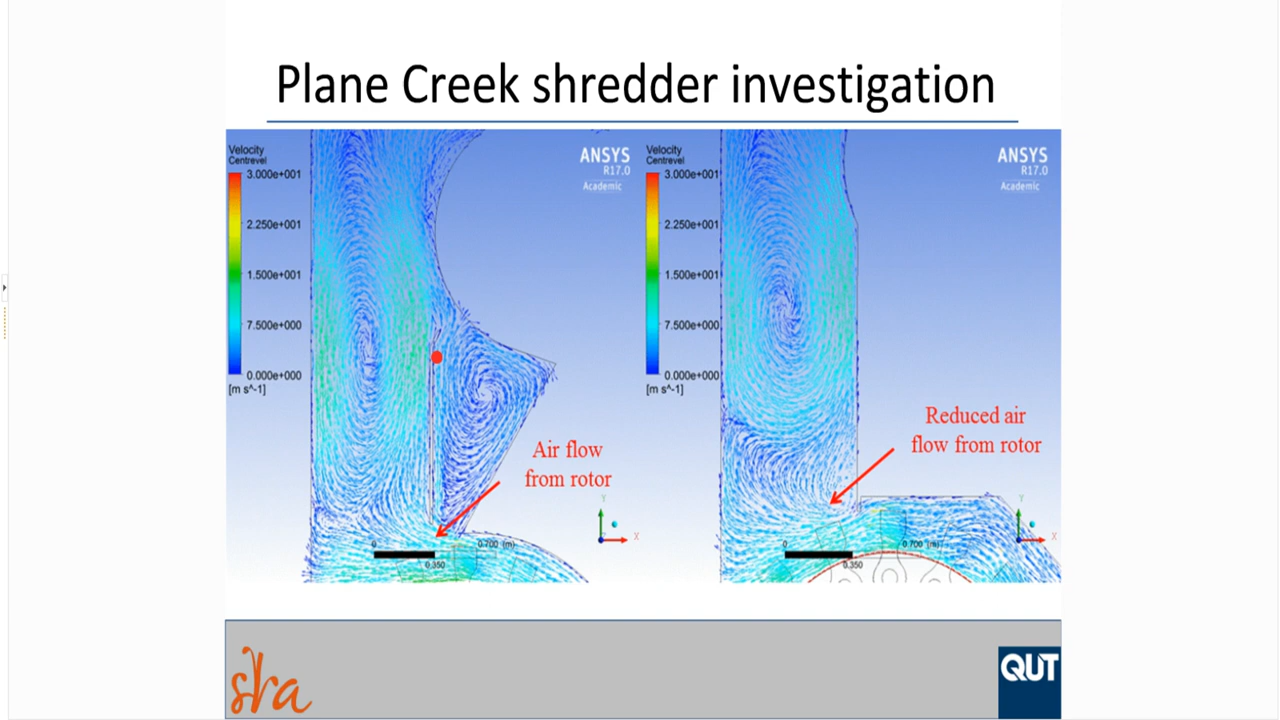 Plane Creek shredder investigation
Velocity
Centrevel
3.000e+001
2.250e+001
1.500e+001
7.500e+000
0.000e+000
[m s^-1]
ANSYS
R17.0
Academic
Air flow
from rotor
Y
X
0
0.700 (m)
0.350
Velocity
Centrevel
3.000e+001
2.250e+001
1.500e+001
7.500e+000
0.000e+000
[m s^-1]
ANSYS
R17.0
Academic
Reduced air
flow from rotor
Y
X
0
0.700 (m)
0.350
sra
QUT